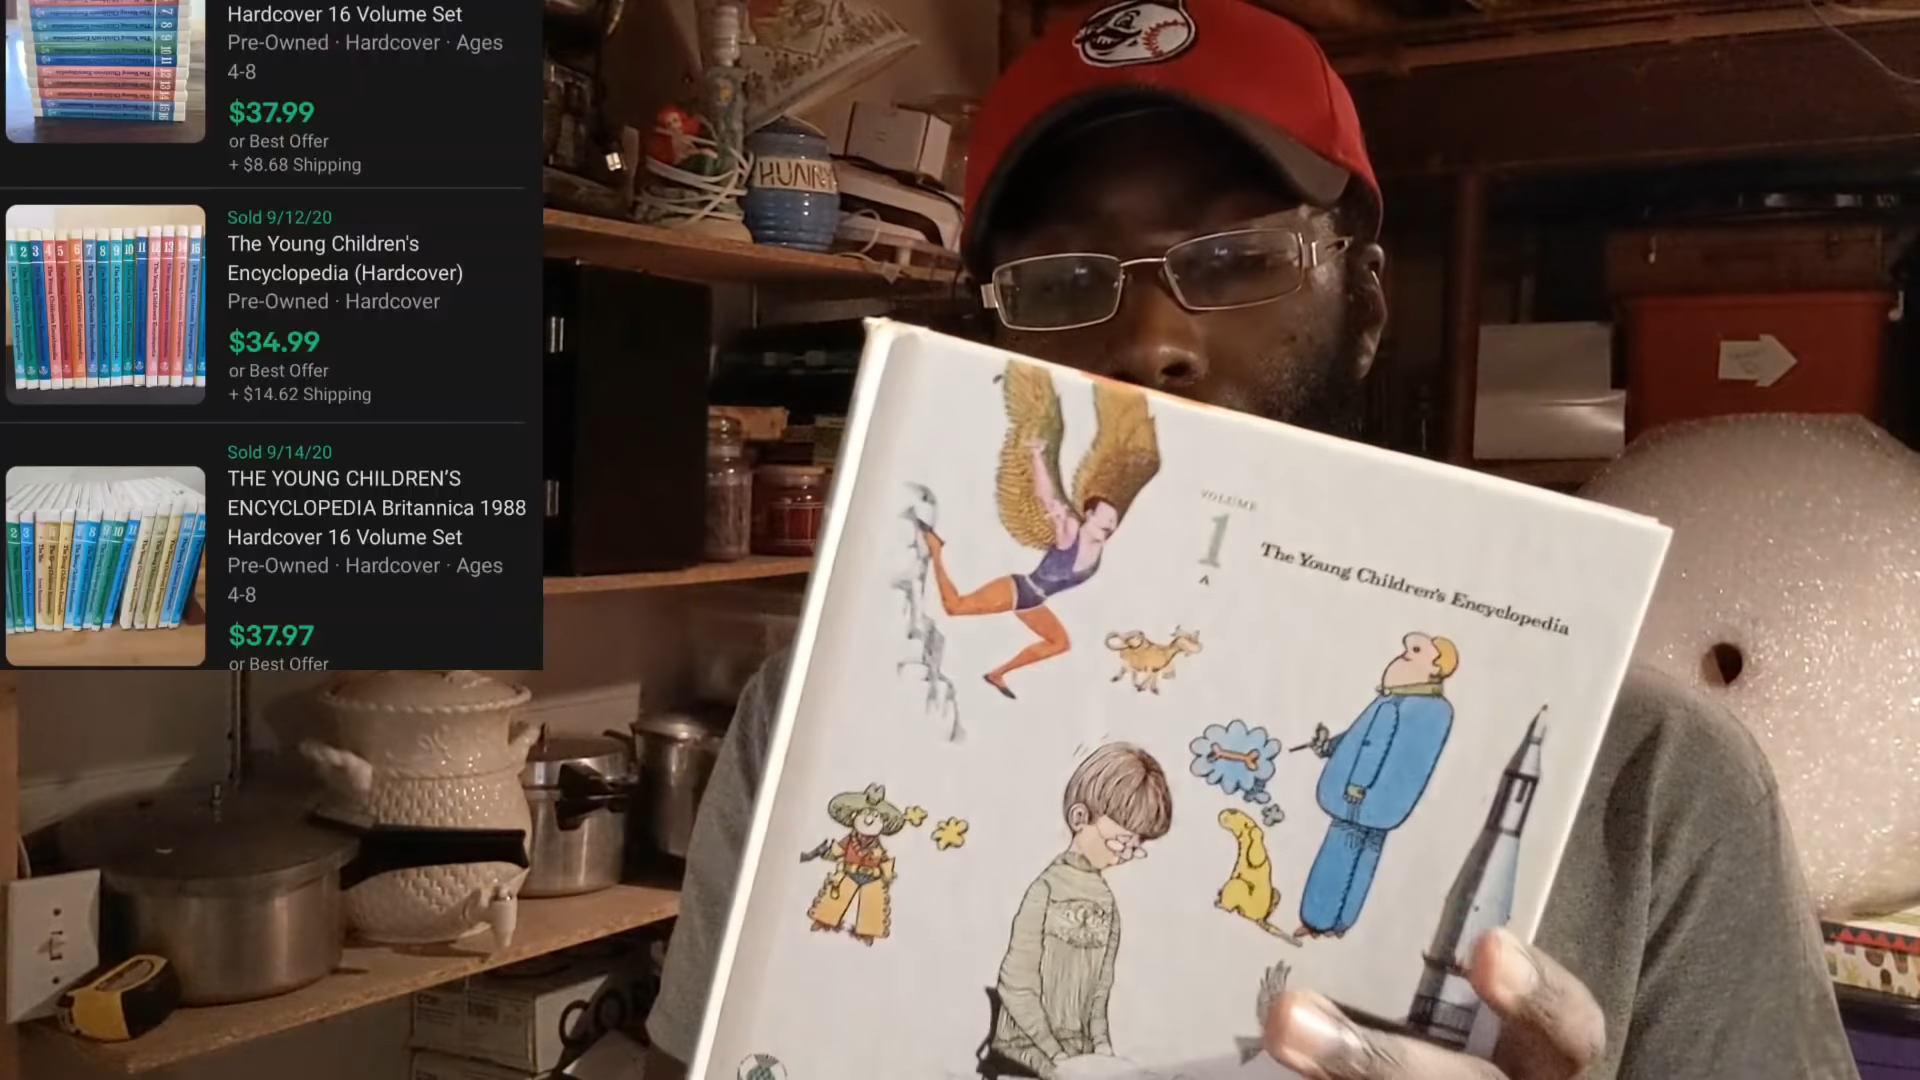 Hardcover 16 Volume Set
Pre-Owned · Hardcover · Ages
4-8
$37.99
or Best Offer
+ $8.68 Shipping
Sold 9/12/20
The Young Children's
Encyclopedia (Hardcover)
Pre-Owned · Hardcover
$34.99
or Best Offer
+ $14.62 Shipping
Sold 9/14/20
THE YOUNG CHILDREN'S
ENCYCLOPEDIA Britannica 1988
Hardcover 16 Volume Set
Pre-Owned · Hardcover · Ages
4-8
$37.97
or Best Offer
HUNNY
VOLUME
1
A
The Young Children's Encyclopedia